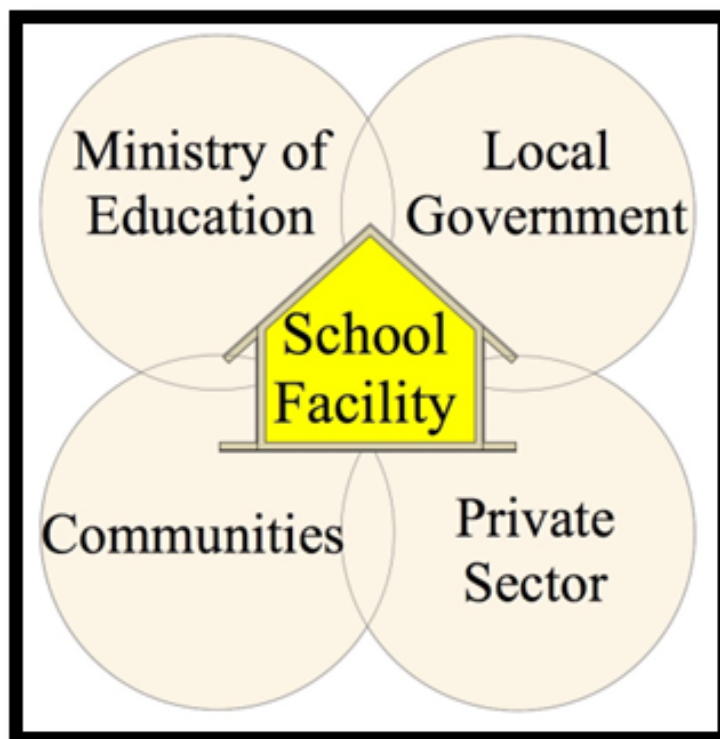 Ministry of
Education
Local
Government
School
Facility
Communities
Private
Sector